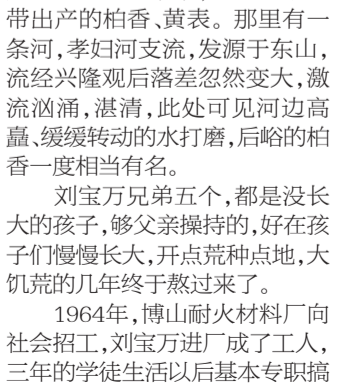 带出产的柏香、黄表。那里有一
条河,孝妇河支流,发源于东山,
流经兴隆观后落差忽然变大,激
流汹涌,湛清,此处可见河边高
矗、缓缓转动的水打磨,后峪的柏
香一度相当有名。
刘宝万兄弟五个,都是没长
大的孩子,够父亲操持的,好在孩
子们慢慢长大,开点荒种点地,大
饥荒的几年终于熬过来了。
1964年,博山耐火材料厂向
社会招工,刘宝万进厂成了工人,
三年的学徒生活以后基本专职搞